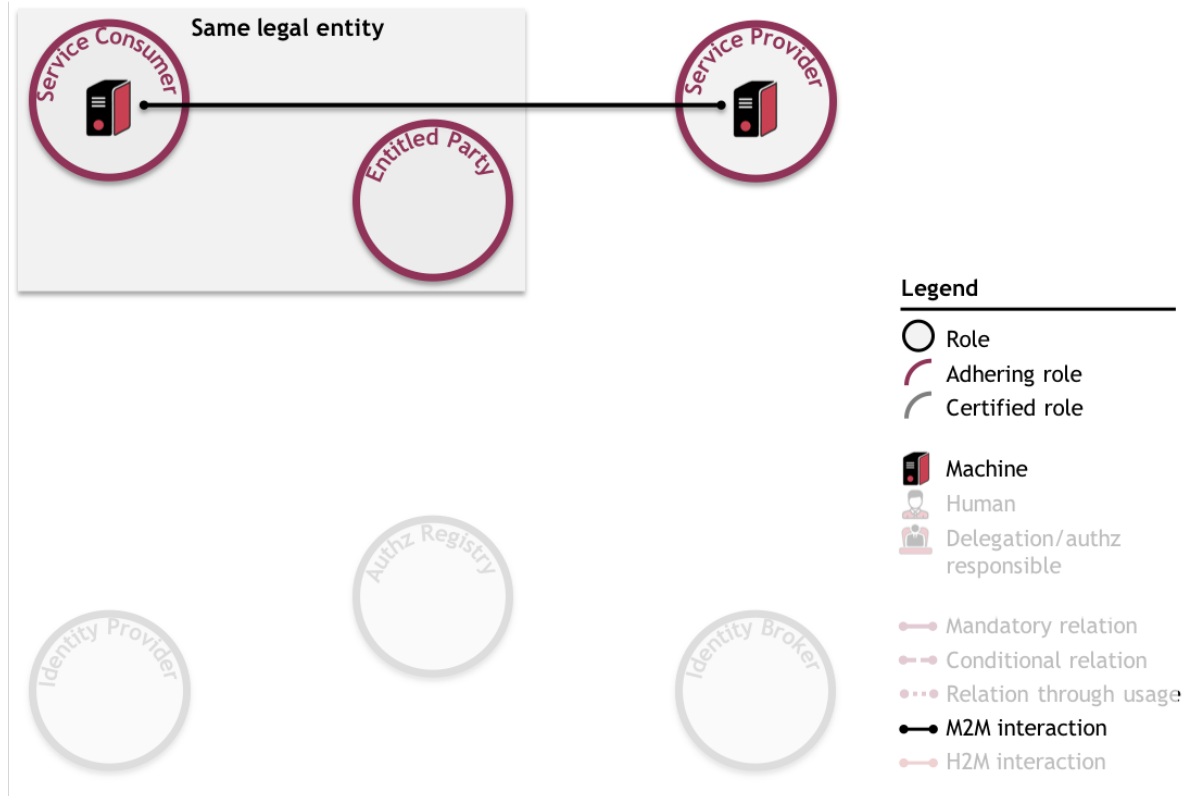 Same legal entity
Service Consumer
Service Provider
Entitled Party
Legend
Role
Adhering role
Certified role
Machine
Human
Delegation/authz
responsible
Authz Registry
Identity Provider
Identity Broker
Mandatory relation
Conditional relation
Relation through usage
M2M interaction
H2M interaction